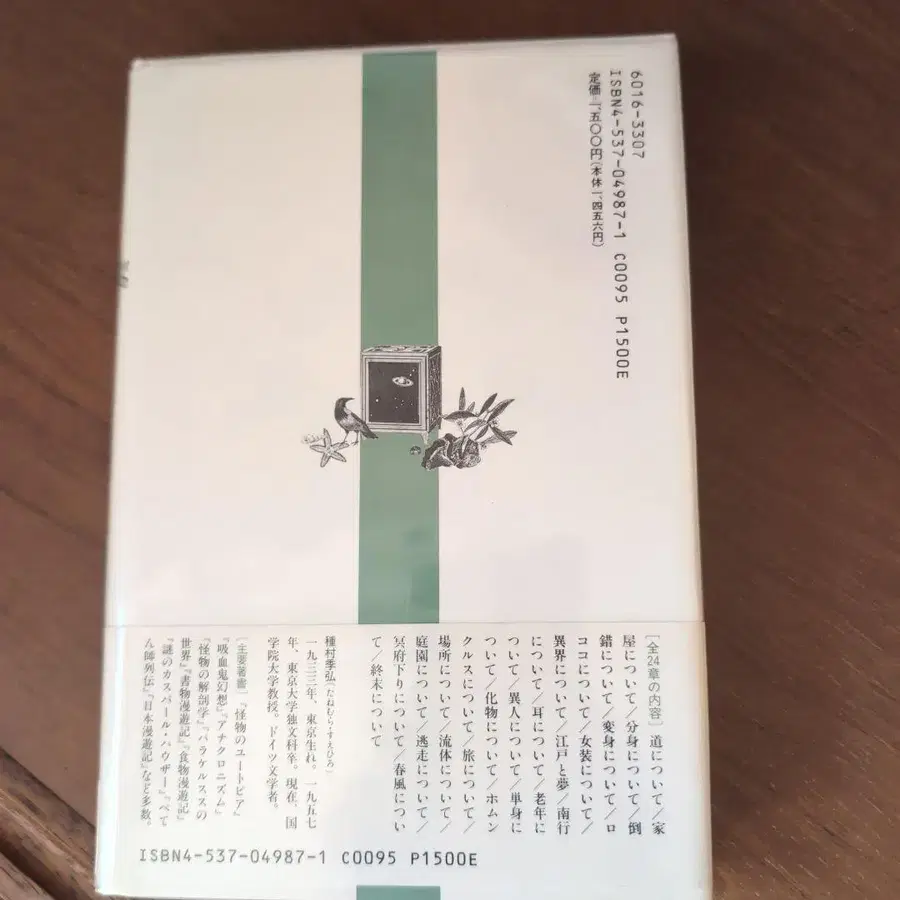 6016-3307
ISBN4-537-04987-1 C0095 P1500E
定価=1,五〇〇円(本体1,四五六円)
[全24章の内容] 道について/家
屋について/分身について/倒
錯について/変身について/ロ
ココについて/女装について/
異界について/江戸と夢/南行
について/耳について/老年に
ついて/異人について/単身に
ついて/化物について/ホムン
クルスについて/旅について/
場所について/流体について/
庭園について/逃走について/
冥府下りについて/春風につい
て/終末について
種村季弘(たねむらすえひろ)
一九三三年、東京生れ。一九五七
年、東京大学独文科卒。現在、国
学院大学教授。ドイツ文学者。
[主要著書]『怪物のユートピア』
『吸血鬼幻想』『アナクロニズム』
『怪物の解剖学』『パラケルススの
世界』『書物漫遊記』『食物漫遊記』
『謎のカスパール・ハウザー』『ぺて
ん師列伝』『日本漫遊記』など多数。
ISBN4-537-04987-1 C0095 P1500E